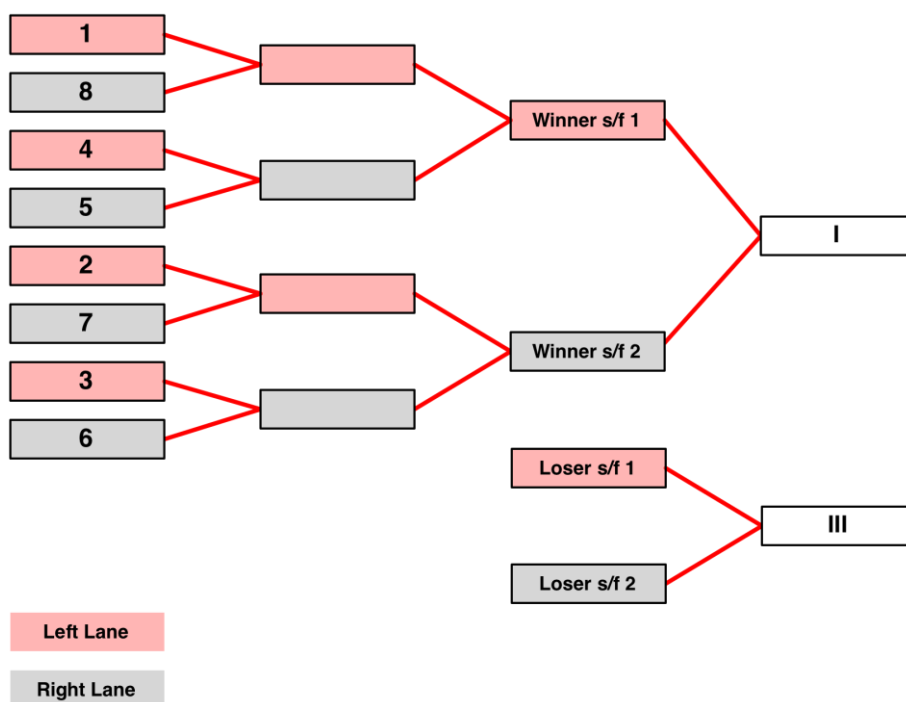 1
8
4
5
2
7
3
6
Winner s/f 1
Winner s/f 2
I
Loser s/f 1
Loser s/f 2
III
Left Lane
Right Lane